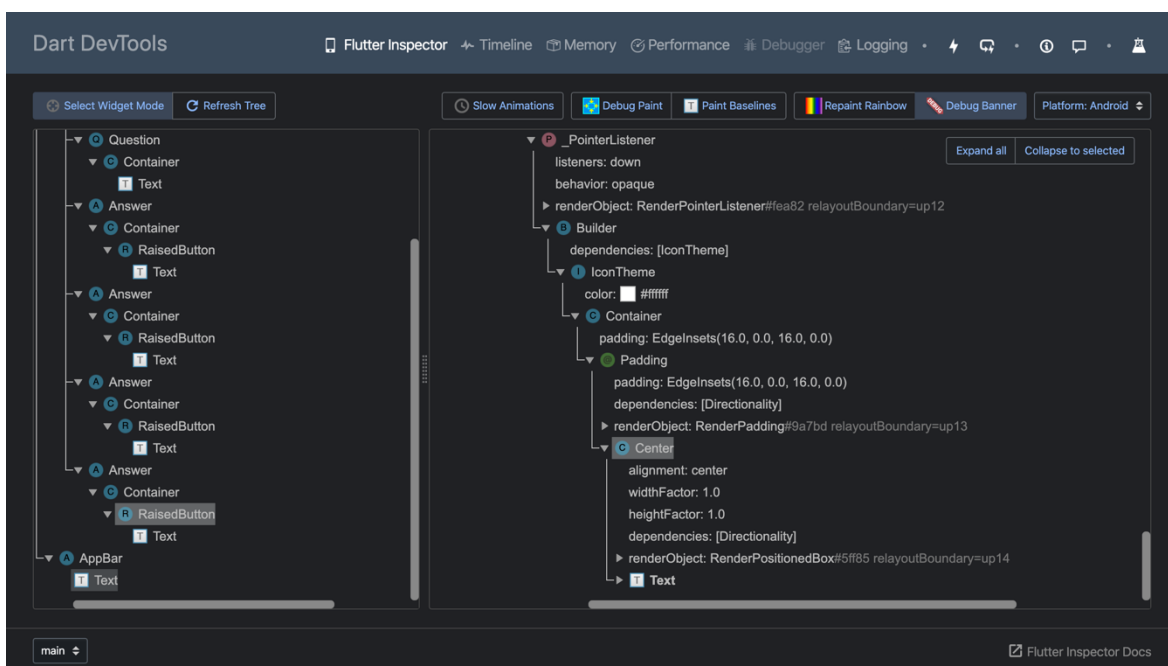 Dart DevTools
Flutter Inspector Timeline Memory Performance Debugger Logging
Select Widget Mode Refresh Tree Slow Animations Debug Paint Paint Baselines Repaint Rainbow Debug Banner Platform: Android
Question
Container
Text
Answer
Container
RaisedButton
Text
Answer
Container
RaisedButton
Text
Answer
Container
RaisedButton
Text
Answer
Container
RaisedButton
Text
AppBar
Text
Expand all Collapse to selected
_PointerListener
listeners: down
behavior: opaque
renderObject: RenderPointerListener#fea82 relayoutBoundary=up12
Builder
dependencies: [IconTheme]
IconTheme
color: #ffffff
Container
padding: EdgeInsets(16.0, 0.0, 16.0, 0.0)
Padding
padding: EdgeInsets(16.0, 0.0, 16.0, 0.0)
dependencies: [Directionality]
renderObject: RenderPadding#9a7bd relayoutBoundary=up13
Center
alignment: center
widthFactor: 1.0
heightFactor: 1.0
dependencies: [Directionality]
renderObject: RenderPositionedBox#5ff85 relayoutBoundary=up14
Text
main
Flutter Inspector Docs